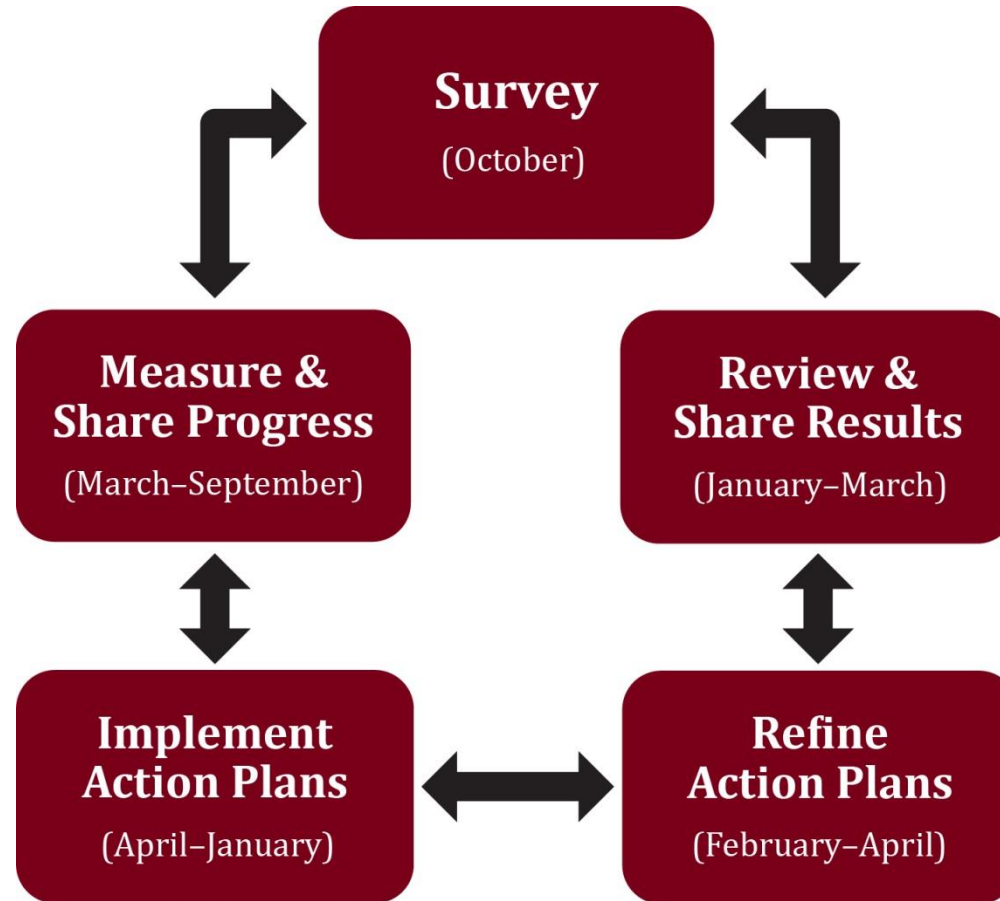 Survey
(October)
Measure &
Share Progress
(March–September)
Review &
Share Results
(January–March)
Implement
Action Plans
(April–January)
Refine
Action Plans
(February–April)